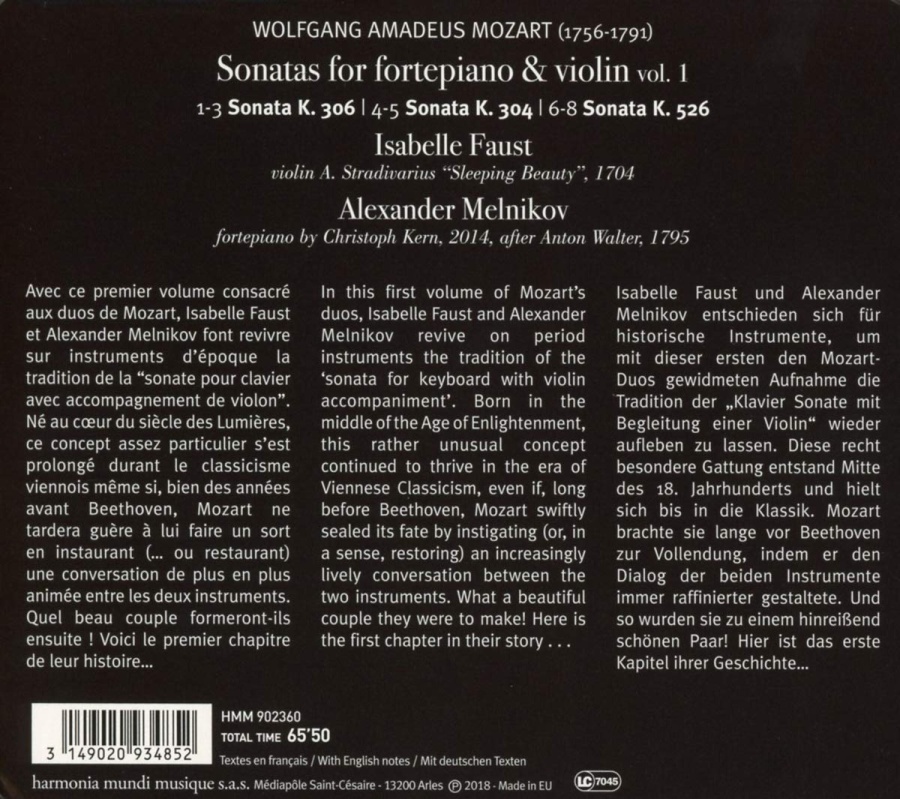 WOLFGANG AMADEUS MOZART (1756-1791)
Sonatas for fortepiano & violin vol. 1
1-3 Sonata K. 306 | 4-5 Sonata K. 304 | 6-8 Sonata K. 526
Isabelle Faust
violin A. Stradivarius “Sleeping Beauty”, 1704
Alexander Melnikov
fortepiano by Christoph Kern, 2014, after Anton Walter, 1795
Avec ce premier volume consacré
aux duos de Mozart, Isabelle Faust
et Alexander Melnikov font revivre
sur instruments d’époque la
tradition de la “sonate pour clavier
avec accompagnement de violon”.
Né au cœur du siècle des Lumières,
ce concept assez particulier s’est
prolongé durant le classicisme
viennois même si, bien des années
avant Beethoven, Mozart ne
tardera guère à lui faire un sort
en instaurant (... ou restaurant)
une conversation de plus en plus
animée entre les deux instruments.
Quel beau couple formeront-ils
ensuite ! Voici le premier chapitre
de leur histoire...
In this first volume of Mozart’s
duos, Isabelle Faust and Alexander
Melnikov revive on period
instruments the tradition of the
‘sonata for keyboard with violin
accompaniment’. Born in the
middle of the Age of Enlightenment,
this rather unusual concept
continued to thrive in the era of
Viennese Classicism, even if, long
before Beethoven, Mozart swiftly
sealed its fate by instigating (or, in
a sense, restoring) an increasingly
lively conversation between the
two instruments. What a beautiful
couple they were to make! Here is
the first chapter in their story . . .
Isabelle Faust und Alexander
Melnikov entschieden sich für
historische Instrumente, um
mit dieser ersten den Mozart-
Duos gewidmeten Aufnahme die
Tradition der „Klavier Sonate mit
Begleitung einer Violin“ wieder
aufleben zu lassen. Diese recht
besondere Gattung entstand Mitte
des 18. Jahrhunderts und hielt
sich bis in die Klassik. Mozart
brachte sie lange vor Beethoven
zur Vollendung, indem er den
Dialog der beiden Instrumente
immer raffinierter gestaltete. Und
so wurden sie zu einem hinreißend
schönen Paar! Hier ist das erste
Kapitel ihrer Geschichte...
3 149020 934852
HMM 902360
TOTAL TIME 65’50
Textes en français / With English notes / Mit deutschen Texten
harmonia mundi musique s.a.s. Médiapôle Saint-Césaire - 13200 Arles ℗ 2018 - Made in EU
LC 7045